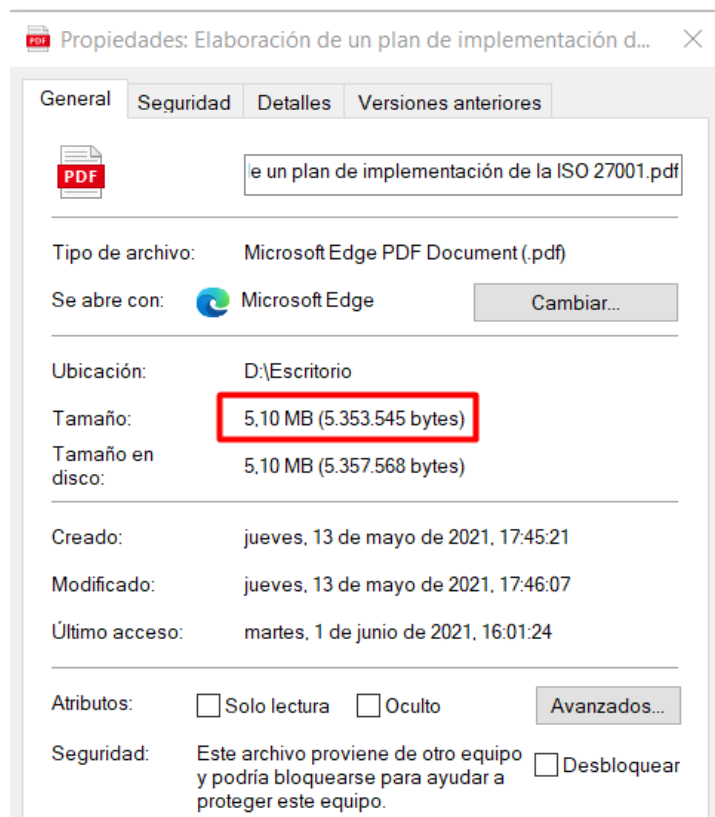 Propiedades: Elaboración de un plan de implementación d...
General Seguridad Detalles Versiones anteriores
PDF
e un plan de implementación de la ISO 27001.pdf
Tipo de archivo: Microsoft Edge PDF Document (.pdf)
Se abre con: Microsoft Edge Cambiar...
Ubicación: D:\Escritorio
Tamaño: 5,10 MB (5.353.545 bytes)
Tamaño en
disco: 5,10 MB (5.357.568 bytes)
Creado: jueves, 13 de mayo de 2021, 17:45:21
Modificado: jueves, 13 de mayo de 2021, 17:46:07
Último acceso: martes, 1 de junio de 2021, 16:01:24
Atributos: Solo lectura Oculto Avanzados...
Seguridad: Este archivo proviene de otro equipo
y podría bloquearse para ayudar a
proteger este equipo.
Desbloquear